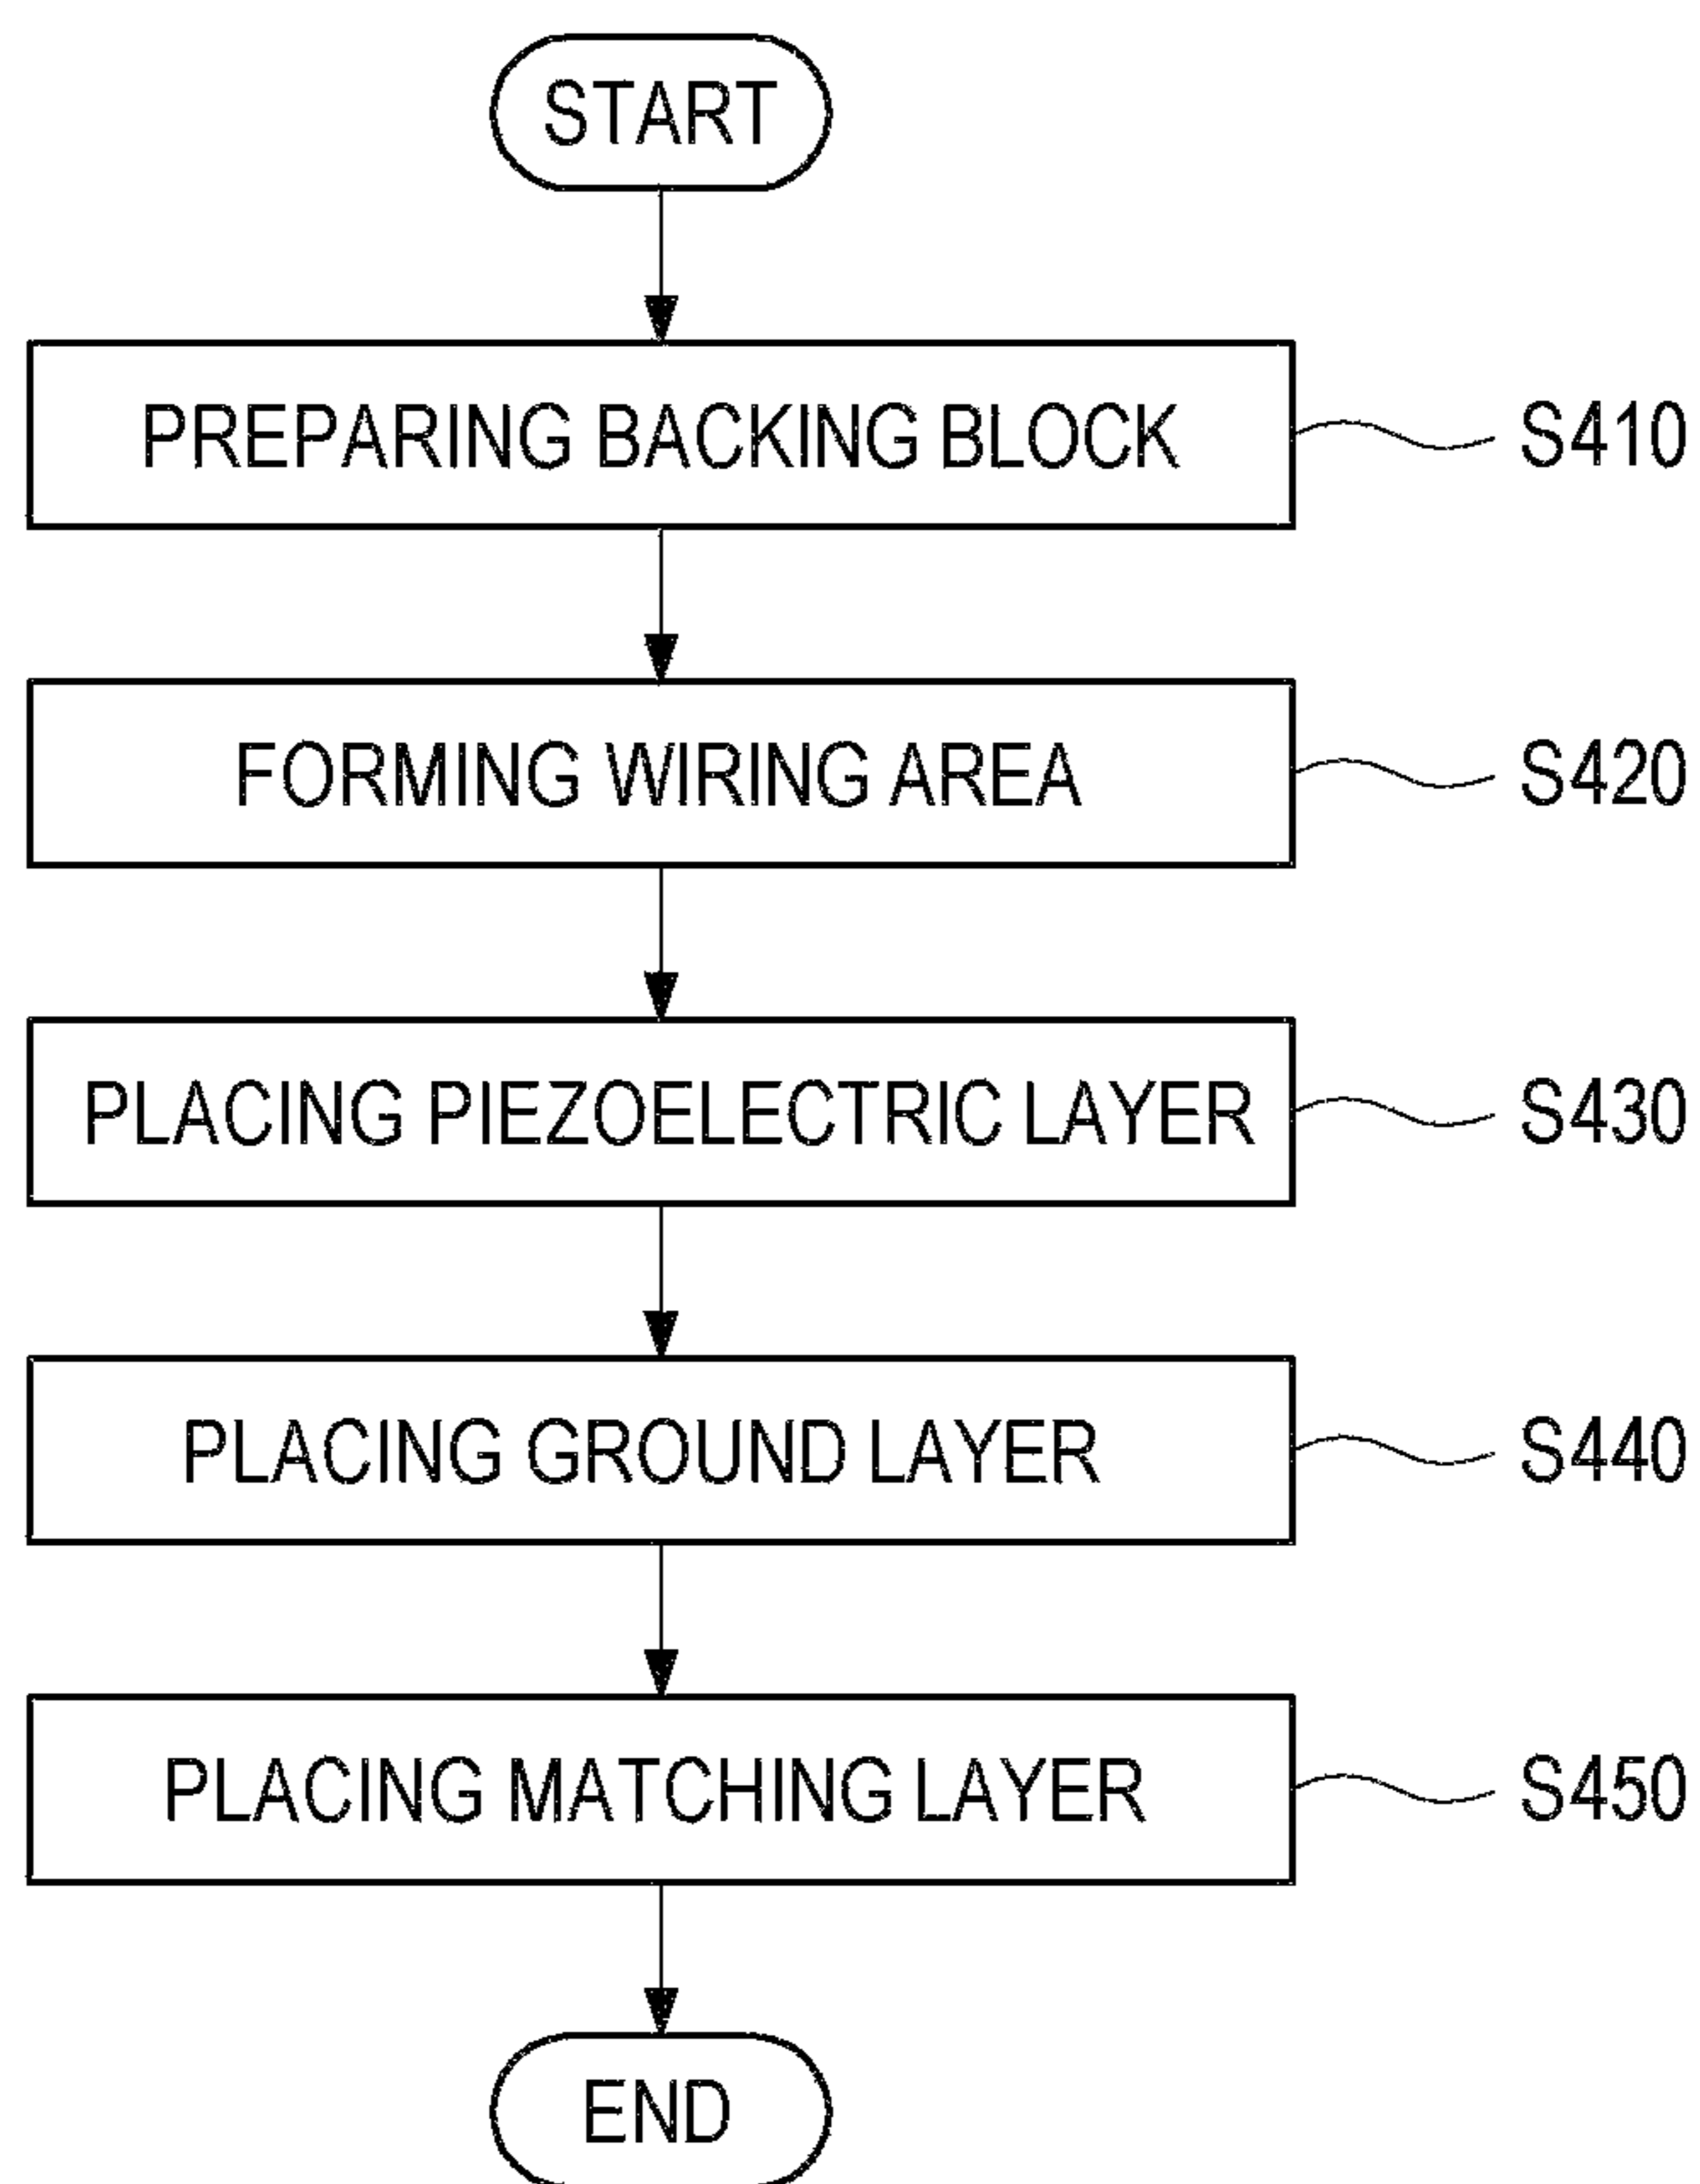 START
PREPARING BACKING BLOCK S410
FORMING WIRING AREA S420
PLACING PIEZOELECTRIC LAYER S430
PLACING GROUND LAYER S440
PLACING MATCHING LAYER S450
END